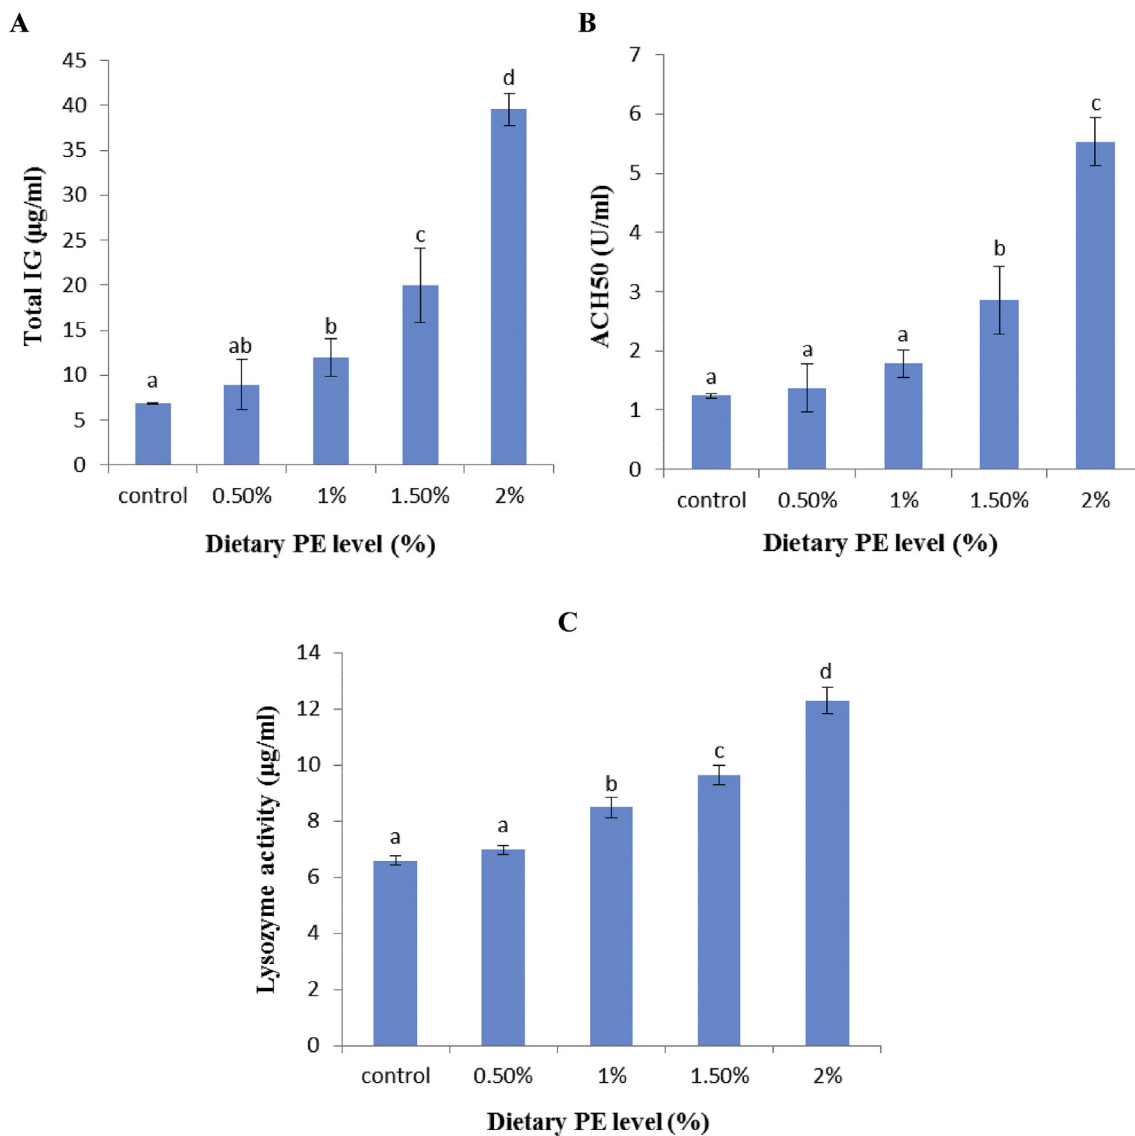 A
Total IG (µg/ml)
45
40
35
30
25
20
15
10
5
0
a
ab
b
c
d
control 0.50% 1% 1.50% 2%
Dietary PE level (%)
B
ACH50 (U/ml)
7
6
5
4
3
2
1
0
a
a
a
b
c
control 0.50% 1% 1.50% 2%
Dietary PE level (%)
C
Lysozyme activity (µg/ml)
14
12
10
8
6
4
2
0
a
a
b
c
d
control 0.50% 1% 1.50% 2%
Dietary PE level (%)